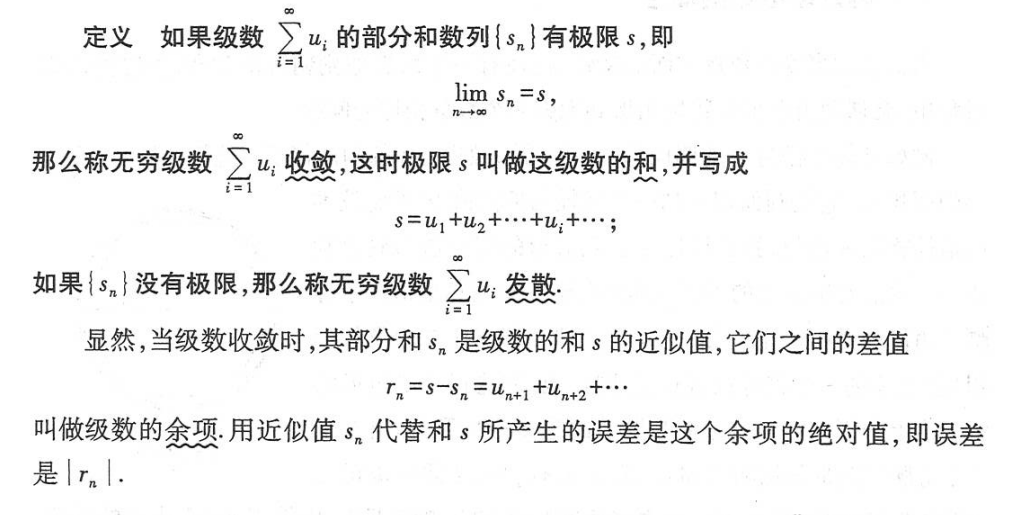 定义 如果级数 $\sum_{i=1}^{\infty} u_i$ 的部分和数列$\{s_n\}$有极限 $s$,即
$\lim_{n\to\infty} s_n=s,$
那么称无穷级数 $\sum_{i=1}^{\infty} u_i$ 收敛,这时极限 $s$ 叫做这级数的和,并写成
$s=u_1+u_2+\cdots+u_i+\cdots;$
如果$\{s_n\}$没有极限,那么称无穷级数 $\sum_{i=1}^{\infty} u_i$ 发散.
显然,当级数收敛时,其部分和 $s_n$ 是级数的和 $s$ 的近似值,它们之间的差值
$r_n=s-s_n=u_{n+1}+u_{n+2}+\cdots$
叫做级数的余项.用近似值 $s_n$ 代替和 $s$ 所产生的误差是这个余项的绝对值,即误差
是$|r_n|$.